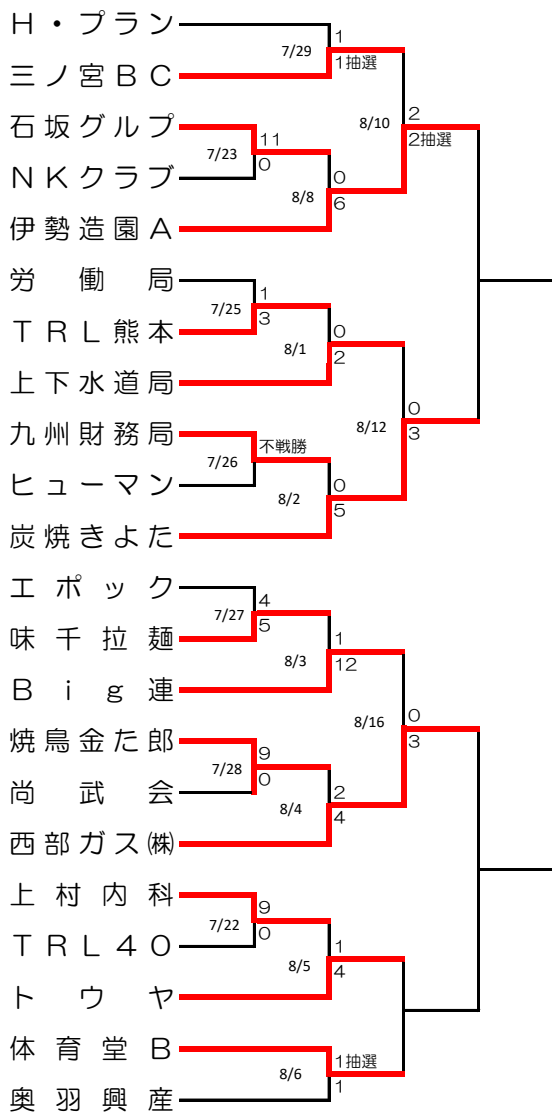 H・プラン
1
7/29
1抽選
三ノ宮BC
2
8/10
2抽選
石坂グルプ
11
7/23
0
NKクラブ
0
8/8
6
伊勢造園A
労働局
1
7/25
3
TRL熊本
0
8/1
2
上下水道局
0
8/12
3
九州財務局
不戦勝
7/26
ヒューマン
0
8/2
5
炭焼きよた
エポック
4
7/27
5
味千拉麺
1
8/3
12
Big連
0
8/16
3
焼鳥金た郎
9
7/28
0
尚武会
2
8/4
4
西部ガス㈱
上村内科
9
7/22
0
TRL40
1
8/5
4
トウヤ
体育堂B
1抽選
8/6
1
奥羽興産